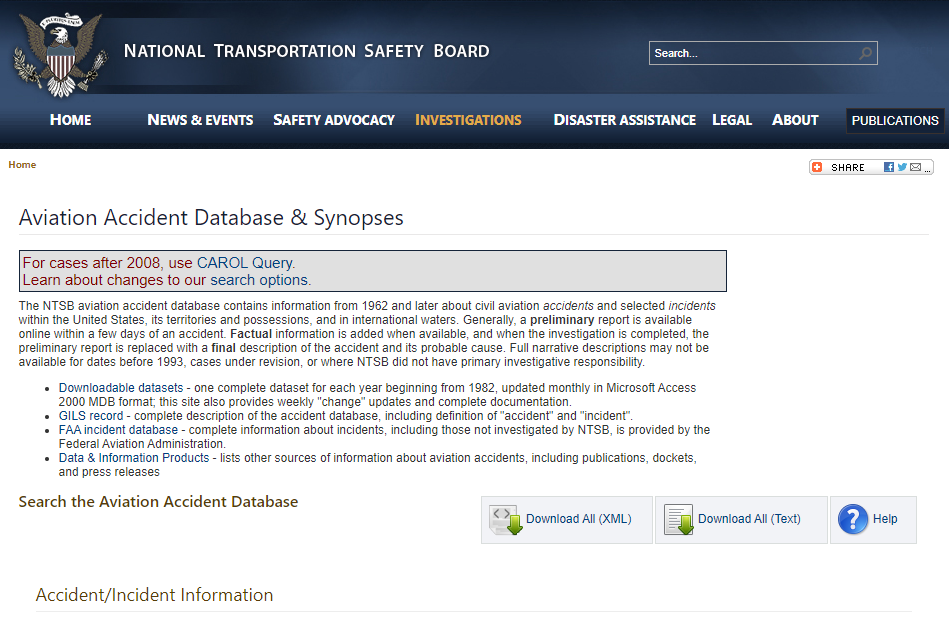 NATIONAL TRANSPORTATION SAFETY BOARD
Search...
HOME NEWS & EVENTS SAFETY ADVOCACY INVESTIGATIONS DISASTER ASSISTANCE LEGAL ABOUT PUBLICATIONS
Home
SHARE ...
Aviation Accident Database & Synopses
For cases after 2008, use CAROL Query.
Learn about changes to our search options.
The NTSB aviation accident database contains information from 1962 and later about civil aviation accidents and selected incidents
within the United States, its territories and possessions, and in international waters. Generally, a preliminary report is available
online within a few days of an accident. Factual information is added when available, and when the investigation is completed, the
preliminary report is replaced with a final description of the accident and its probable cause. Full narrative descriptions may not be
available for dates before 1993, cases under revision, or where NTSB did not have primary investigative responsibility.
• Downloadable datasets - one complete dataset for each year beginning from 1982, updated monthly in Microsoft Access
2000 MDB format; this site also provides weekly "change" updates and complete documentation.
• GILS record - complete description of the accident database, including definition of "accident" and "incident".
• FAA incident database - complete information about incidents, including those not investigated by NTSB, is provided by the
Federal Aviation Administration.
• Data & Information Products - lists other sources of information about aviation accidents, including publications, dockets,
and press releases
Search the Aviation Accident Database
Download All (XML) Download All (Text) Help
Accident/Incident Information